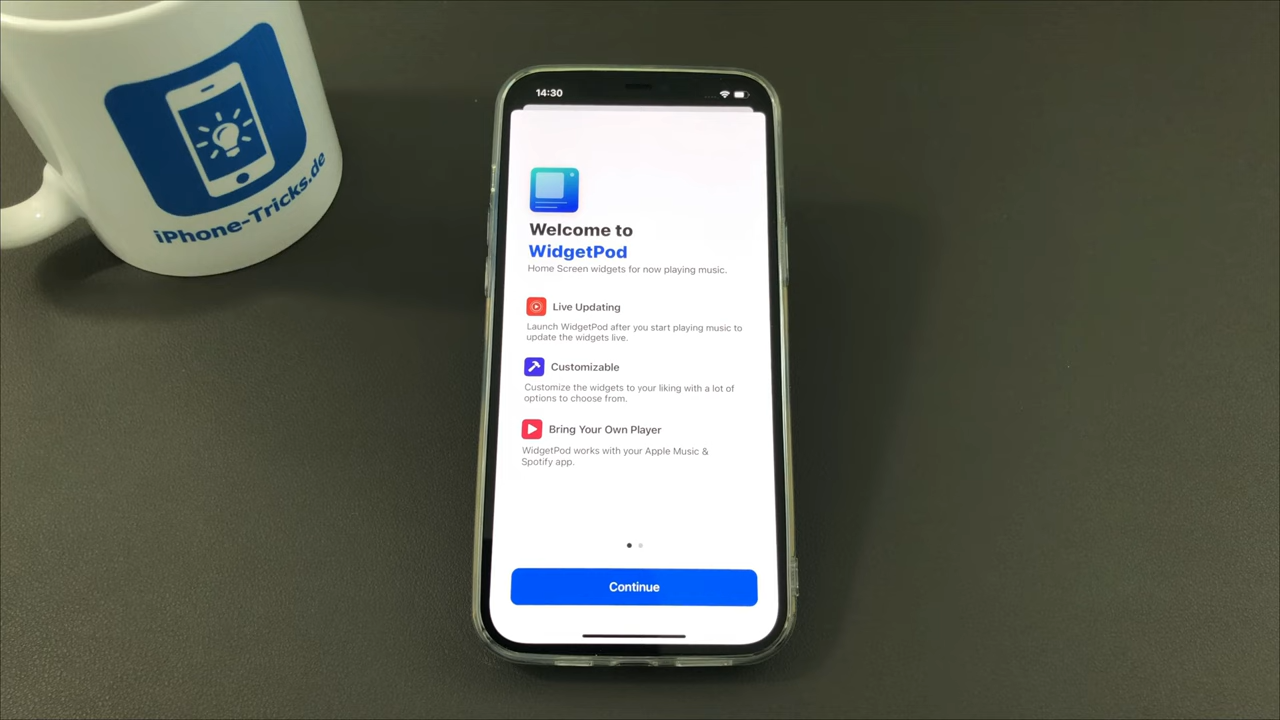 iPhone-Tricks.de
14:30
Welcome to
WidgetPod
Home Screen widgets for now playing music.
Live Updating
Launch WidgetPod after you start playing music to
update the widgets live.
Customizable
Customize the widgets to your liking with a lot of
options to choose from.
Bring Your Own Player
WidgetPod works with your Apple Music &
Spotify app.
Continue